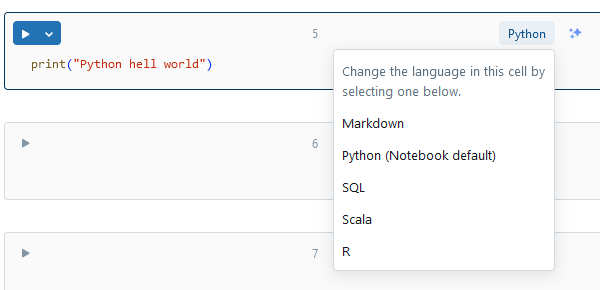 5
Python
print("Python hell world")
Change the language in this cell by
selecting one below.
Markdown
6
Python (Notebook default)
SQL
Scala
7
R